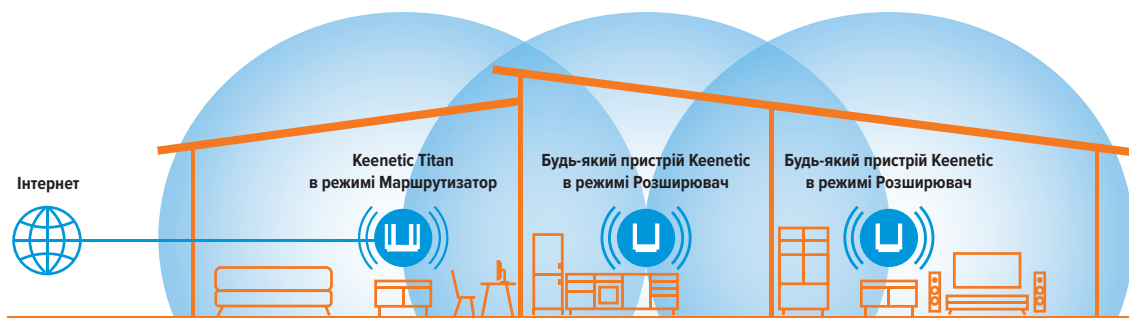 Інтернет
Keenetic Titan
в режимі Маршрутизатор
Будь-який пристрій Keenetic
в режимі Розширювач
Будь-який пристрій Keenetic
в режимі Розширювач